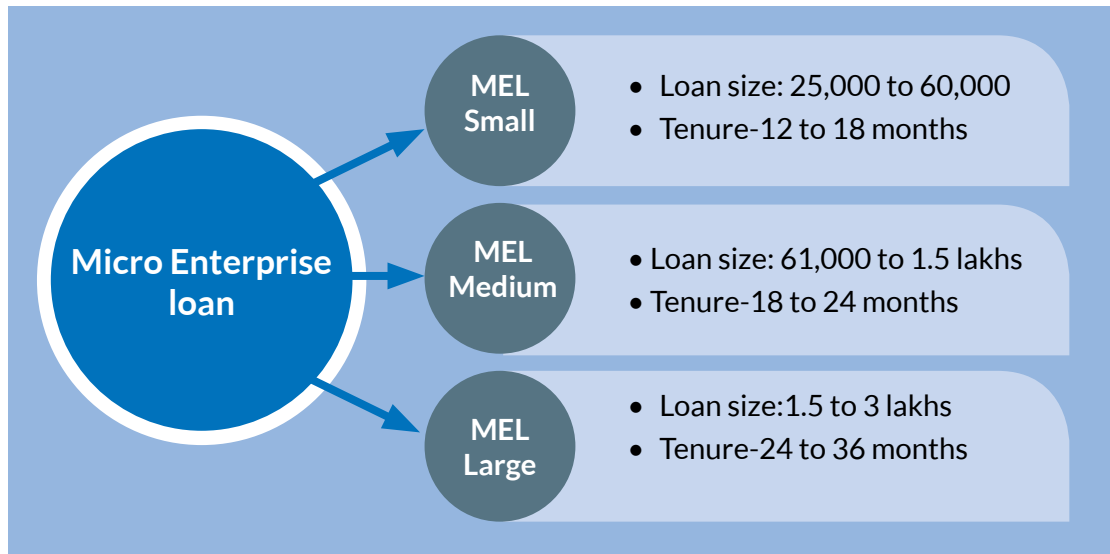 Micro Enterprise
loan
MEL
Small
• Loan size: 25,000 to 60,000
• Tenure-12 to 18 months
MEL
Medium
• Loan size: 61,000 to 1.5 lakhs
• Tenure-18 to 24 months
MEL
Large
• Loan size:1.5 to 3 lakhs
• Tenure-24 to 36 months